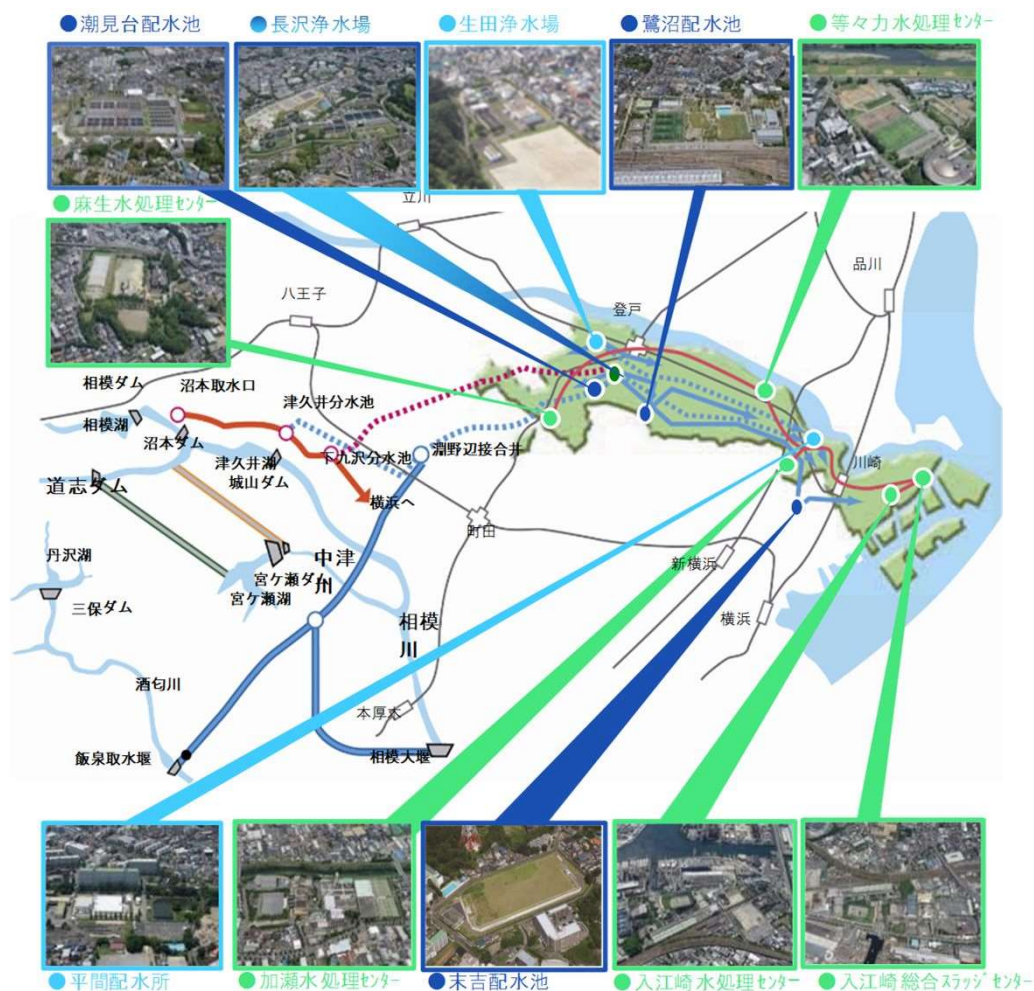 ●潮見台配水池
●長沢浄水場
●生田浄水場
●鷺沼配水池
●等々力水処理センター
●麻生水処理センター
立川
八王子
品川
登戸
相模ダム
沼本取水口
津久井分水池
相模湖
沼本ダム
津久井湖
城山ダム
下九沢分水池
淵野辺接合井
川崎
道志ダム
横浜へ
町田
丹沢湖
中津川
宮ケ瀬ダム
宮ケ瀬湖
新横浜
三保ダム
相模川
横浜
酒匂川
本厚木
飯泉取水堰
相模大堰
●平間配水所
●加瀬水処理センター
●末吉配水池
●入江崎水処理センター
●入江崎総合スラッジセンター